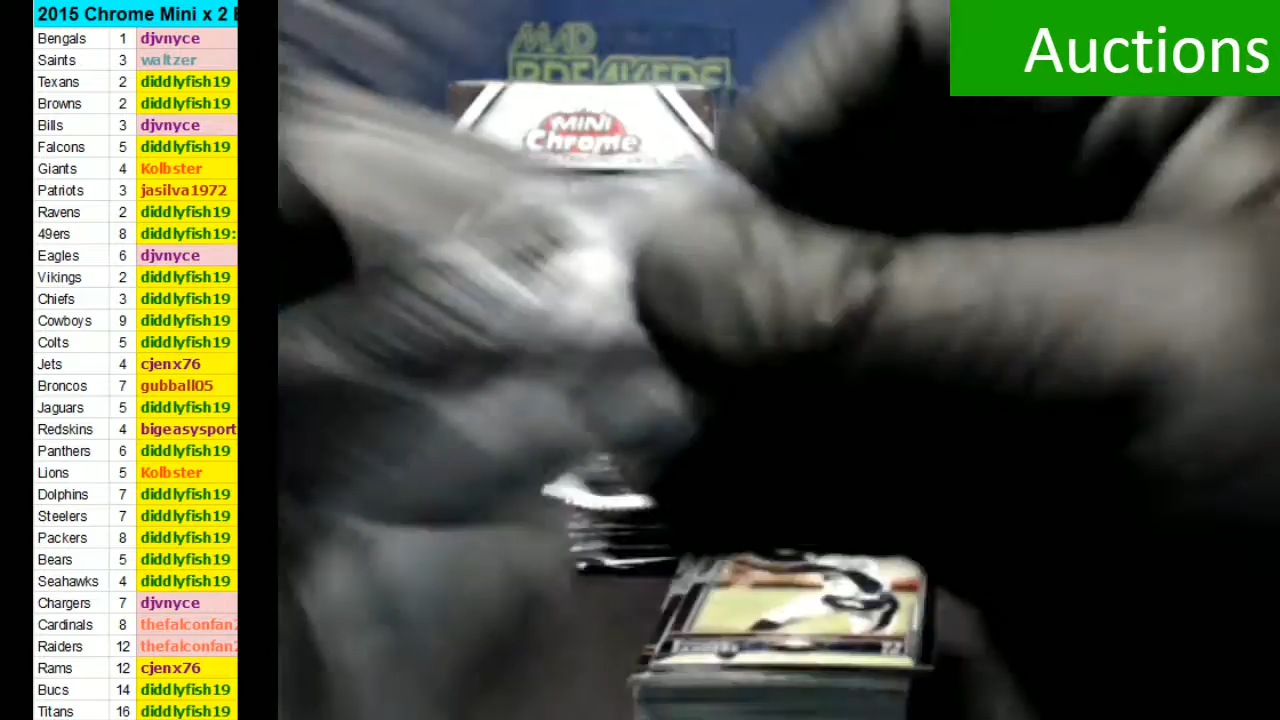 2015 Chrome Mini x 2
Bengals 1 djvnyce
Saints 3 waltzer
Texans 2 diddlyfish19
Browns 2 diddlyfish19
Bills 3 djvnyce
Falcons 5 diddlyfish19
Giants 4 Kolbster
Patriots 3 jasilva1972
Ravens 2 diddlyfish19
49ers 8 diddlyfish19:
Eagles 6 djvnyce
Vikings 2 diddlyfish19
Chiefs 3 diddlyfish19
Cowboys 9 diddlyfish19
Colts 5 diddlyfish19
Jets 4 cjenx76
Broncos 7 gubball05
Jaguars 5 diddlyfish19
Redskins 4 bigeasysport
Panthers 6 diddlyfish19
Lions 5 Kolbster
Dolphins 7 diddlyfish19
Steelers 7 diddlyfish19
Packers 8 diddlyfish19
Bears 5 diddlyfish19
Seahawks 4 diddlyfish19
Chargers 7 djvnyce
Cardinals 8 thefalconfan
Raiders 12 thefalconfan
Rams 12 cjenx76
Bucs 14 diddlyfish19
Titans 16 diddlyfish19
MAD
BREAKERS
MINI
Chrome
Auctions